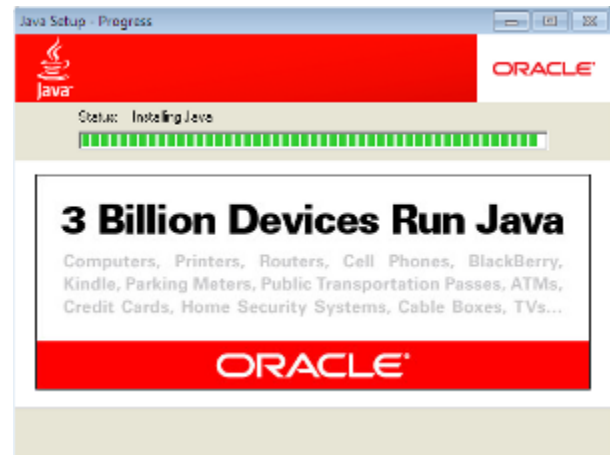 Java Setup - Progress
Java
ORACLE
Status: Installing Java
3 Billion Devices Run Java
Computers, Printers, Routers, Cell Phones, BlackBerry,
Kindle, Parking Meters, Public Transportation Passes, ATMs,
Credit Cards, Home Security Systems, Cable Boxes, TVs...
ORACLE